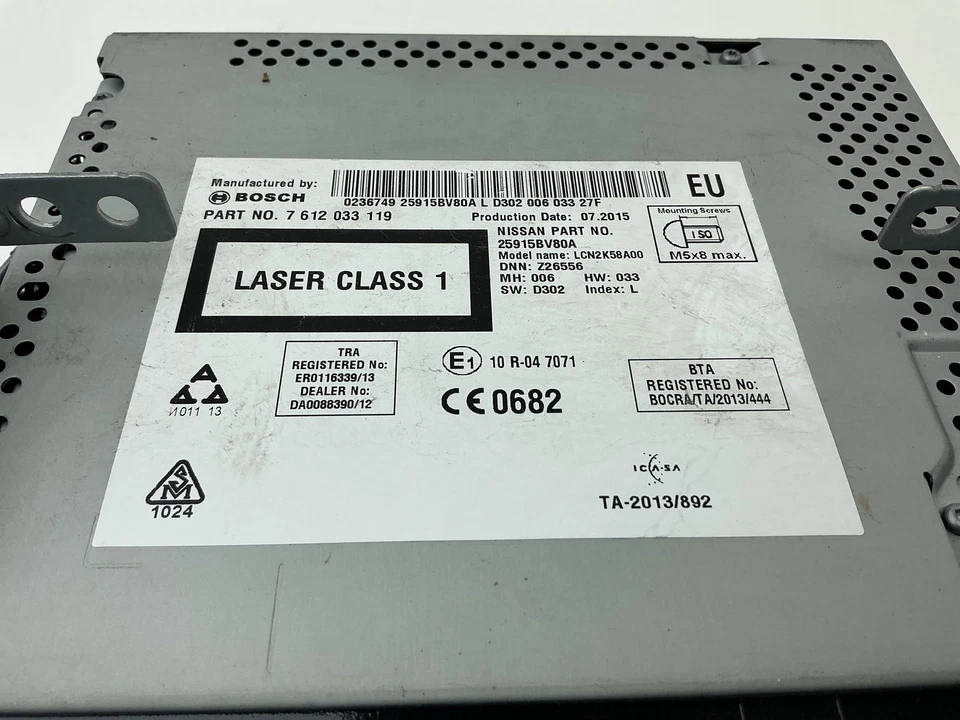 Manufactured by:
BOSCH
0236749 25915BV80A L D302 006 033 27F
EU
PART NO. 7 612 033 119
Production Date: 07.2015
NISSAN PART NO.
25915BV80A
Model name: LCN2K58A00
DNN: Z26556
MH: 006 HW: 033
SW: D302 Index: L
Mounting Screws
ISO
M5x8 max.
LASER CLASS 1
TRA
REGISTERED No:
ER0116339/13
DEALER No:
DA0088390/12
E1 10 R-04 7071
CE 0682
BTA
REGISTERED No:
BOCRA/TA/2013/444
011 13
SM
1024
ICASA
TA-2013/892